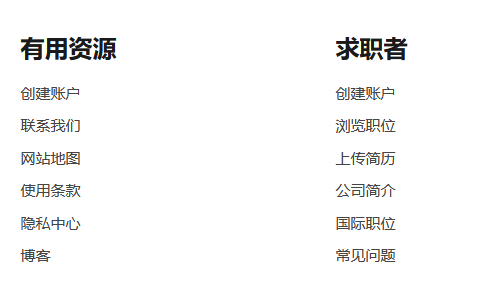 有用资源
创建账户
联系我们
网站地图
使用条款
隐私中心
博客
求职者
创建账户
浏览职位
上传简历
公司简介
国际职位
常见问题